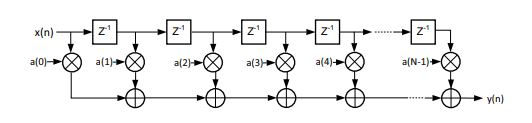 x(n) Z-1 Z-1 Z-1 Z-1 Z-1
a(0) a(1) a(2) a(3) a(4) a(N-1)
y(n)